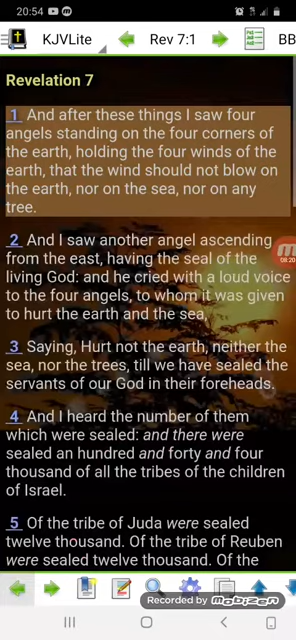 20:54
KJVLite Rev 7:1 BB
Revelation 7
1 And after these things I saw four
angels standing on the four corners of
the earth, holding the four winds of the
earth, that the wind should not blow on
the earth, nor on the sea, nor on any
tree.
2 And I saw another angel ascending
from the east, having the seal of the
living God: and he cried with a loud voice
to the four angels, to whom it was given
to hurt the earth and the sea,
08:20
3 Saying, Hurt not the earth, neither the
sea, nor the trees, till we have sealed the
servants of our God in their foreheads.
4 And I heard the number of them
which were sealed: and there were
sealed an hundred and forty and four
thousand of all the tribes of the children
of Israel.
5 Of the tribe of Juda were sealed
twelve thousand. Of the tribe of Reuben
were sealed twelve thousand. Of the
Recorded by mobizen